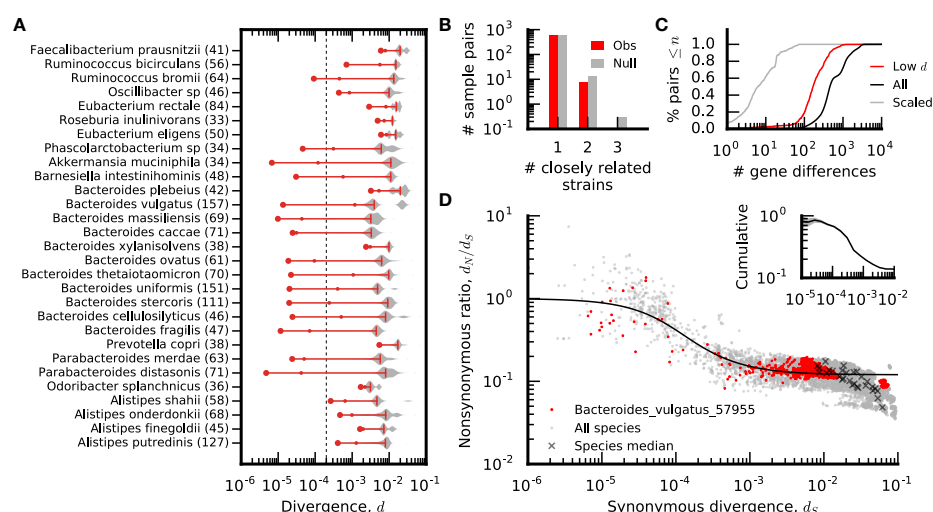 A
Faecalibacterium prausnitzii (41)
Ruminococcus bicirculans (56)
Ruminococcus bromii (64)
Oscillibacter sp (46)
Eubacterium rectale (84)
Roseburia inulinivorans (33)
Eubacterium eligens (50)
Phascolarctobacterium sp (34)
Akkermansia muciniphila (34)
Barnesiella intestinihominis (48)
Bacteroides plebeius (42)
Bacteroides vulgatus (157)
Bacteroides massiliensis (69)
Bacteroides caccae (71)
Bacteroides xylanisolvens (38)
Bacteroides ovatus (61)
Bacteroides thetaiotaomicron (70)
Bacteroides uniformis (151)
Bacteroides stercoris (111)
Bacteroides cellulosilyticus (46)
Bacteroides fragilis (47)
Prevotella copri (38)
Parabacteroides merdae (63)
Parabacteroides distasonis (71)
Odoribacter splanchnicus (36)
Alistipes shahii (58)
Alistipes onderdonkii (68)
Alistipes finegoldii (45)
Alistipes putredinis (127)
10^-6 10^-5 10^-4 10^-3 10^-2 10^-1
Divergence, d
B
# sample pairs
10^3
10^2
10^1
10^0
10^-1
Obs
Null
1 2 3
# closely related
strains
C
% pairs ≤ n
1.0
0.8
0.6
0.4
0.2
0.0
Low d
All
Scaled
10^0 10^1 10^2 10^3 10^4
# gene differences
D
Nonsynonymous ratio, d_N/d_S
10^1
10^0
10^-1
10^-2
Bacteroides_vulgatus_57955
All species
Species median
10^-6 10^-5 10^-4 10^-3 10^-2 10^-1
Synonymous divergence, d_S
Cumulative
10^0
10^-1
10^-5 10^-4 10^-3 10^-2